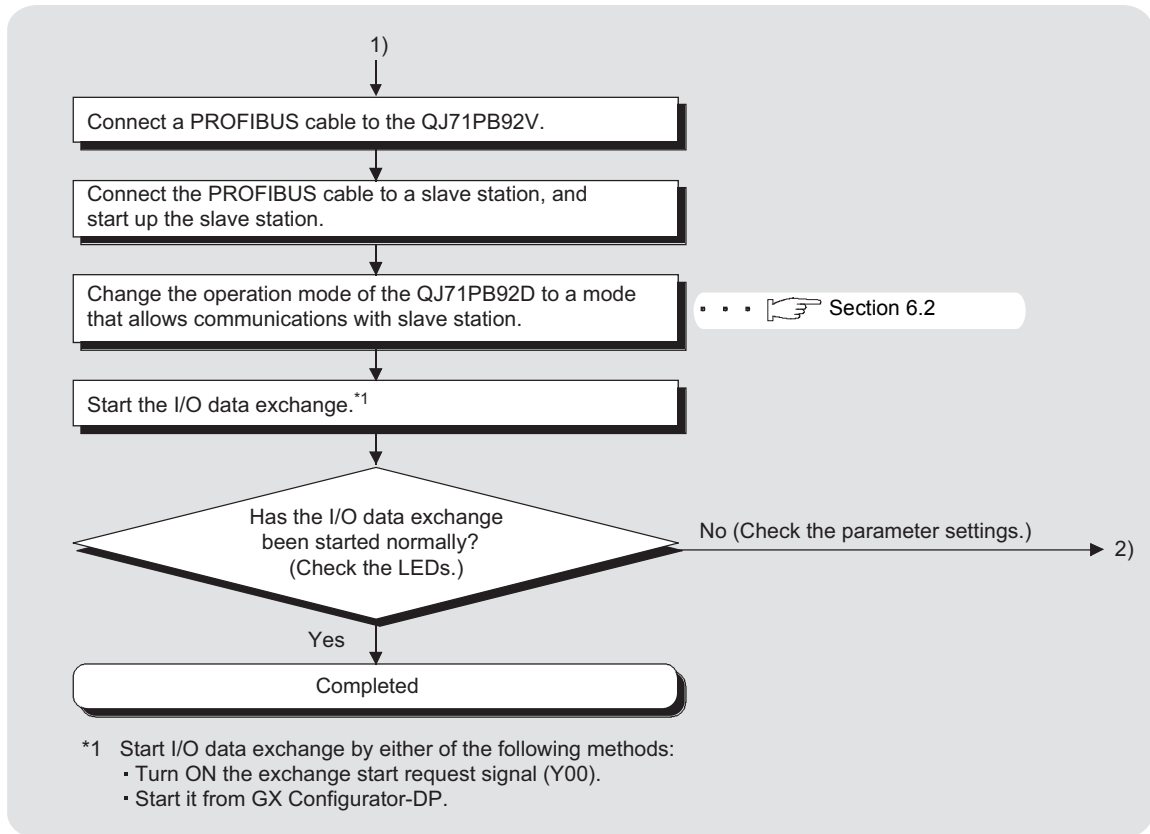 1)
Connect a PROFIBUS cable to the QJ71PB92V.
Connect the PROFIBUS cable to a slave station, and
start up the slave station.
Change the operation mode of the QJ71PB92D to a mode
that allows communications with slave station.
Section 6.2
Start the I/O data exchange.*1
Has the I/O data exchange
been started normally?
(Check the LEDs.)
No (Check the parameter settings.)
2)
Yes
Completed
*1 Start I/O data exchange by either of the following methods:
· Turn ON the exchange start request signal (Y00).
· Start it from GX Configurator-DP.